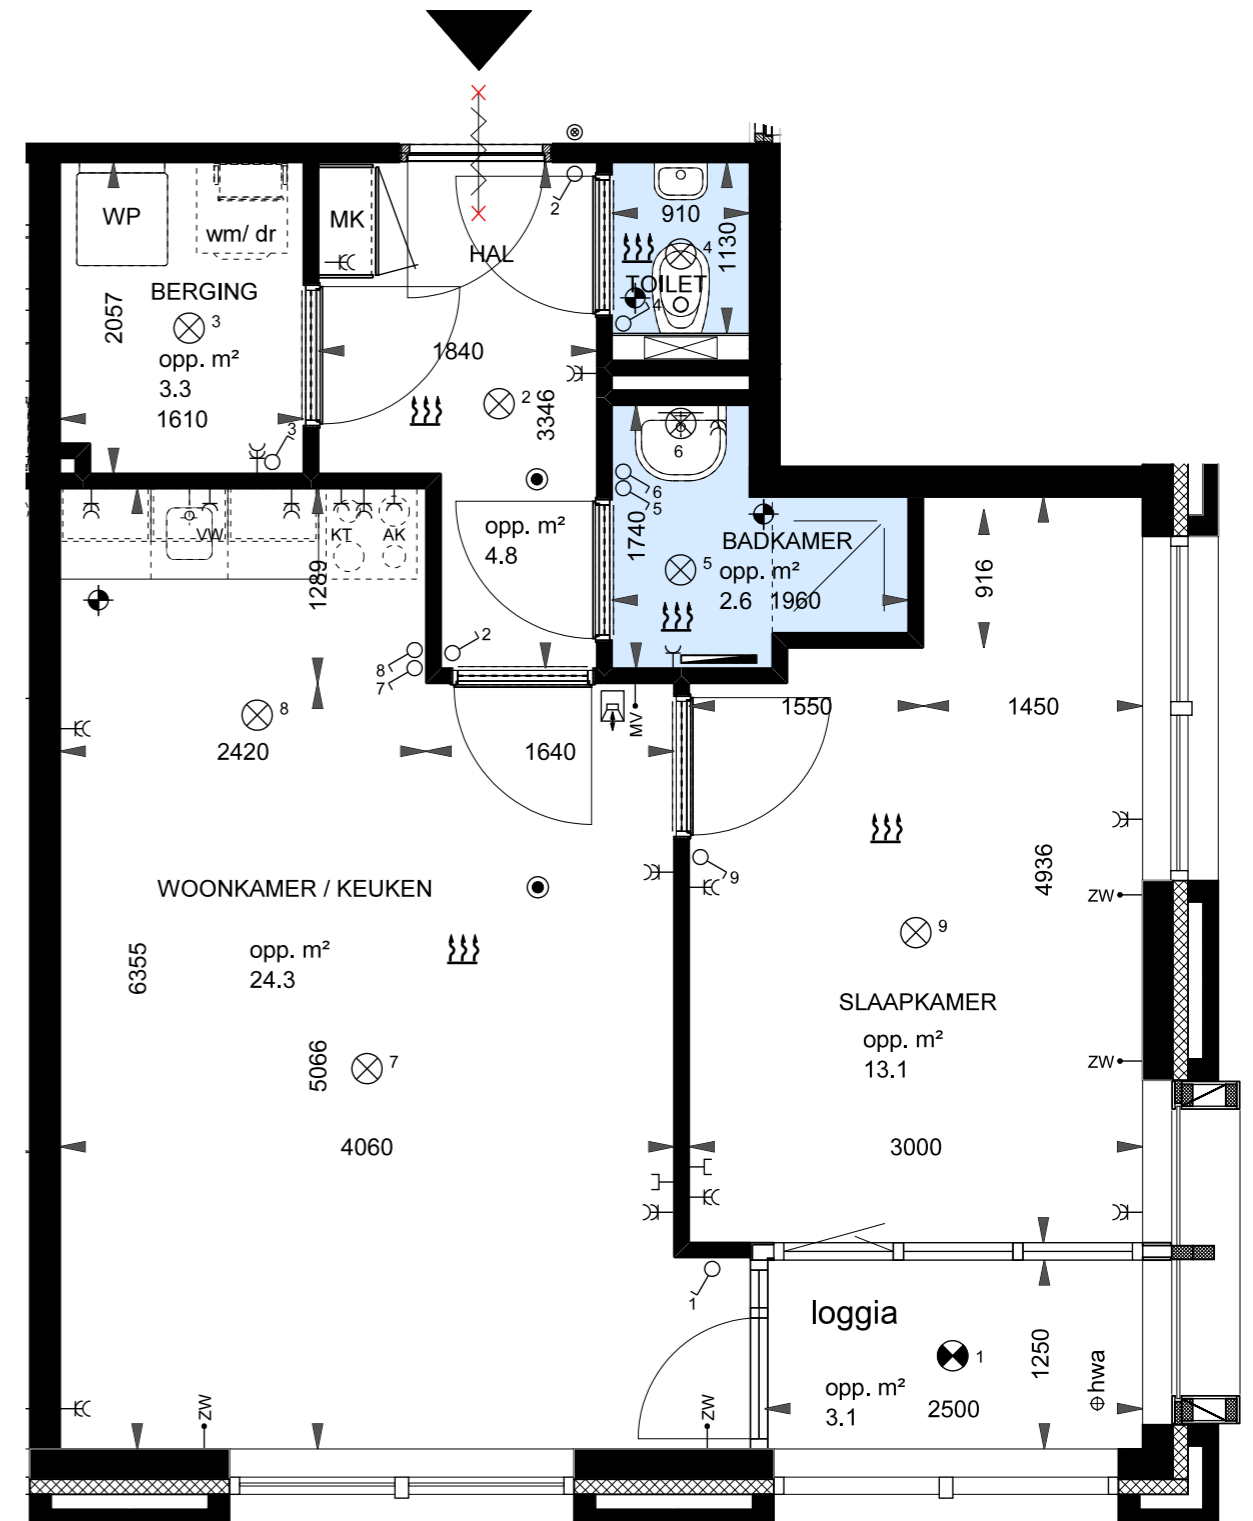 2
WP
wm/ dr
MK
HAL
910
1130
4
TOILET
4
BERGING
3
opp. m²
3.3
1610
2057
3
1840
2
3346
VW
KT
AK
1289
opp. m²
4.8
6
6
5
1740
BADKAMER
5
opp. m²
2.6 1960
916
2
8
7
8
2420
1640
MV
1550
1450
9
4936
ZW
WOONKAMER / KEUKEN
opp. m²
24.3
6355
9
SLAAPKAMER
opp. m²
13.1
ZW
5066
7
4060
3000
1
loggia
1
1250
hwa
opp. m²
3.1
2500
ZW
ZW